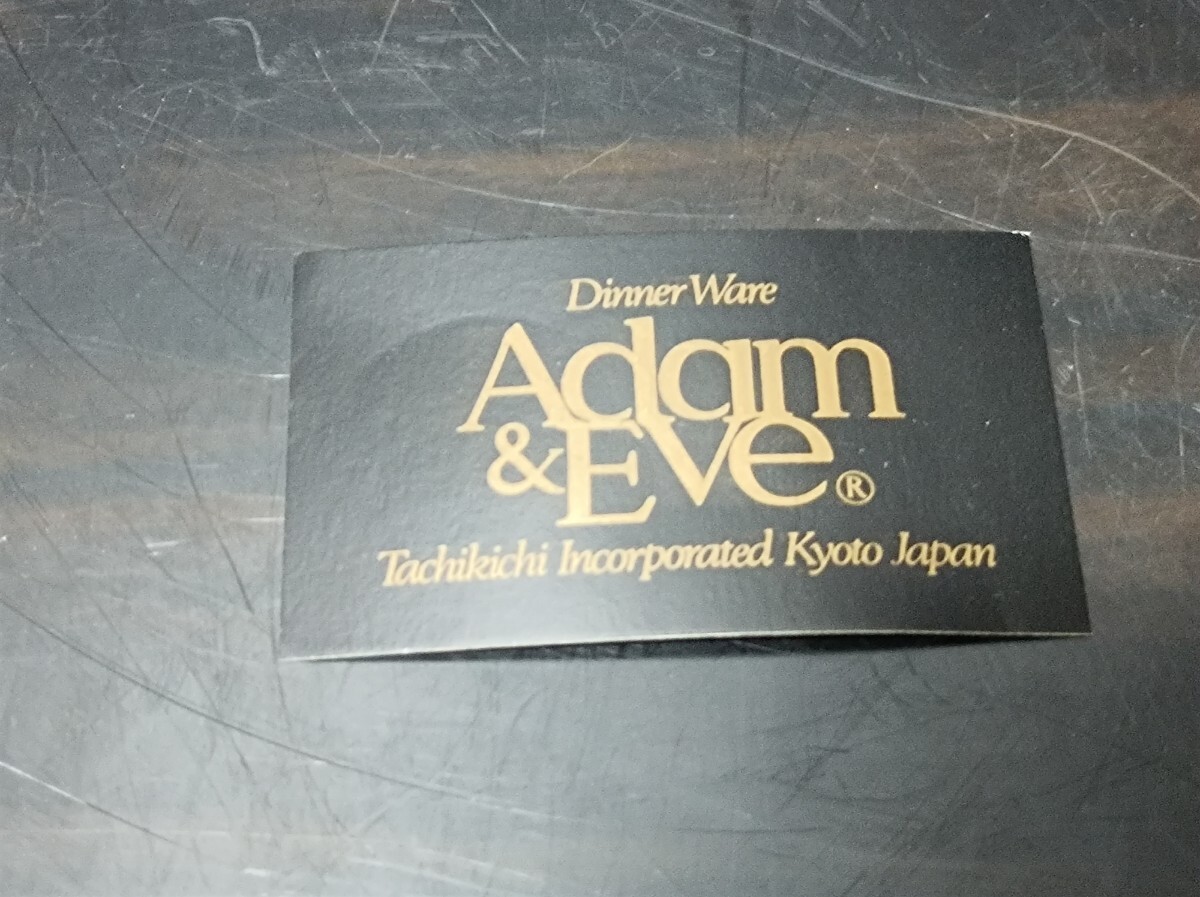 Dinner Ware
Adam
& Eve®
Tachikichi Incorporated Kyoto Japan